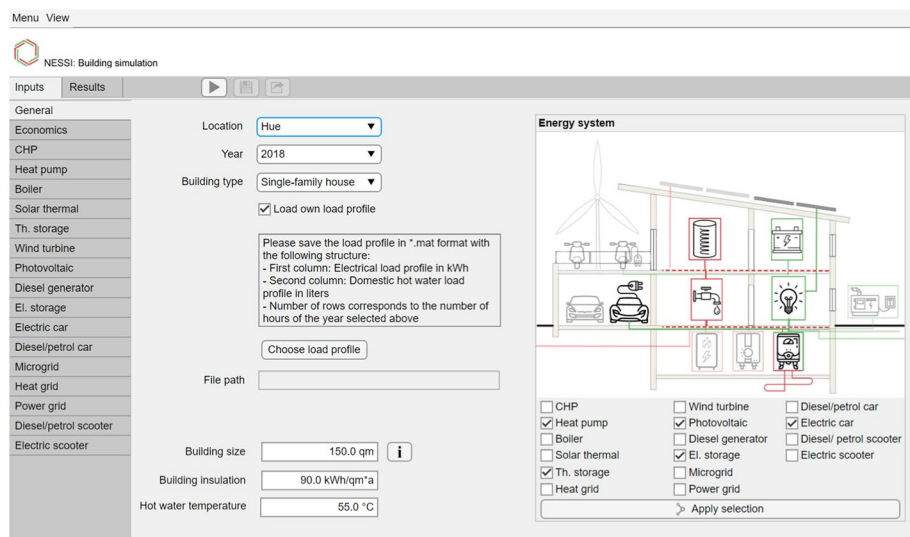 Menu View
NESSI: Building simulation
Inputs Results
General
Economics
CHP
Heat pump
Boiler
Solar thermal
Th. storage
Wind turbine
Photovoltaic
Diesel generator
El. storage
Electric car
Diesel/petrol car
Microgrid
Heat grid
Power grid
Diesel/petrol scooter
Electric scooter
Location Hue
Year 2018
Building type Single-family house
Load own load profile
Please save the load profile in *.mat format with
the following structure:
- First column: Electrical load profile in kWh
- Second column: Domestic hot water load
profile in liters
- Number of rows corresponds to the number of
hours of the year selected above
Choose load profile
File path
Building size 150.0 qm i
Building insulation 90.0 kWh/qm*a
Hot water temperature 55.0 °C
Energy system
CHP Wind turbine Diesel/petrol car
Heat pump Photovoltaic Electric car
Boiler Diesel generator Diesel/ petrol scooter
Solar thermal El. storage Electric scooter
Th. storage Microgrid
Heat grid Power grid
Apply selection